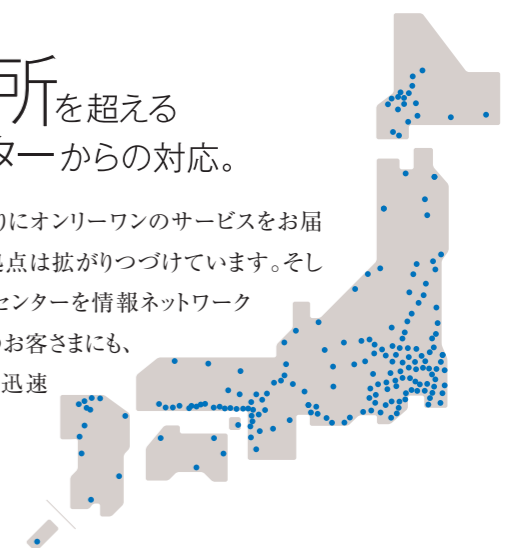 所を超える
ターからの対応。
にオンリーワンのサービスをお届
点は拡がりつづけています。そし
センターを情報ネットワーク
お客さまにも、
迅速